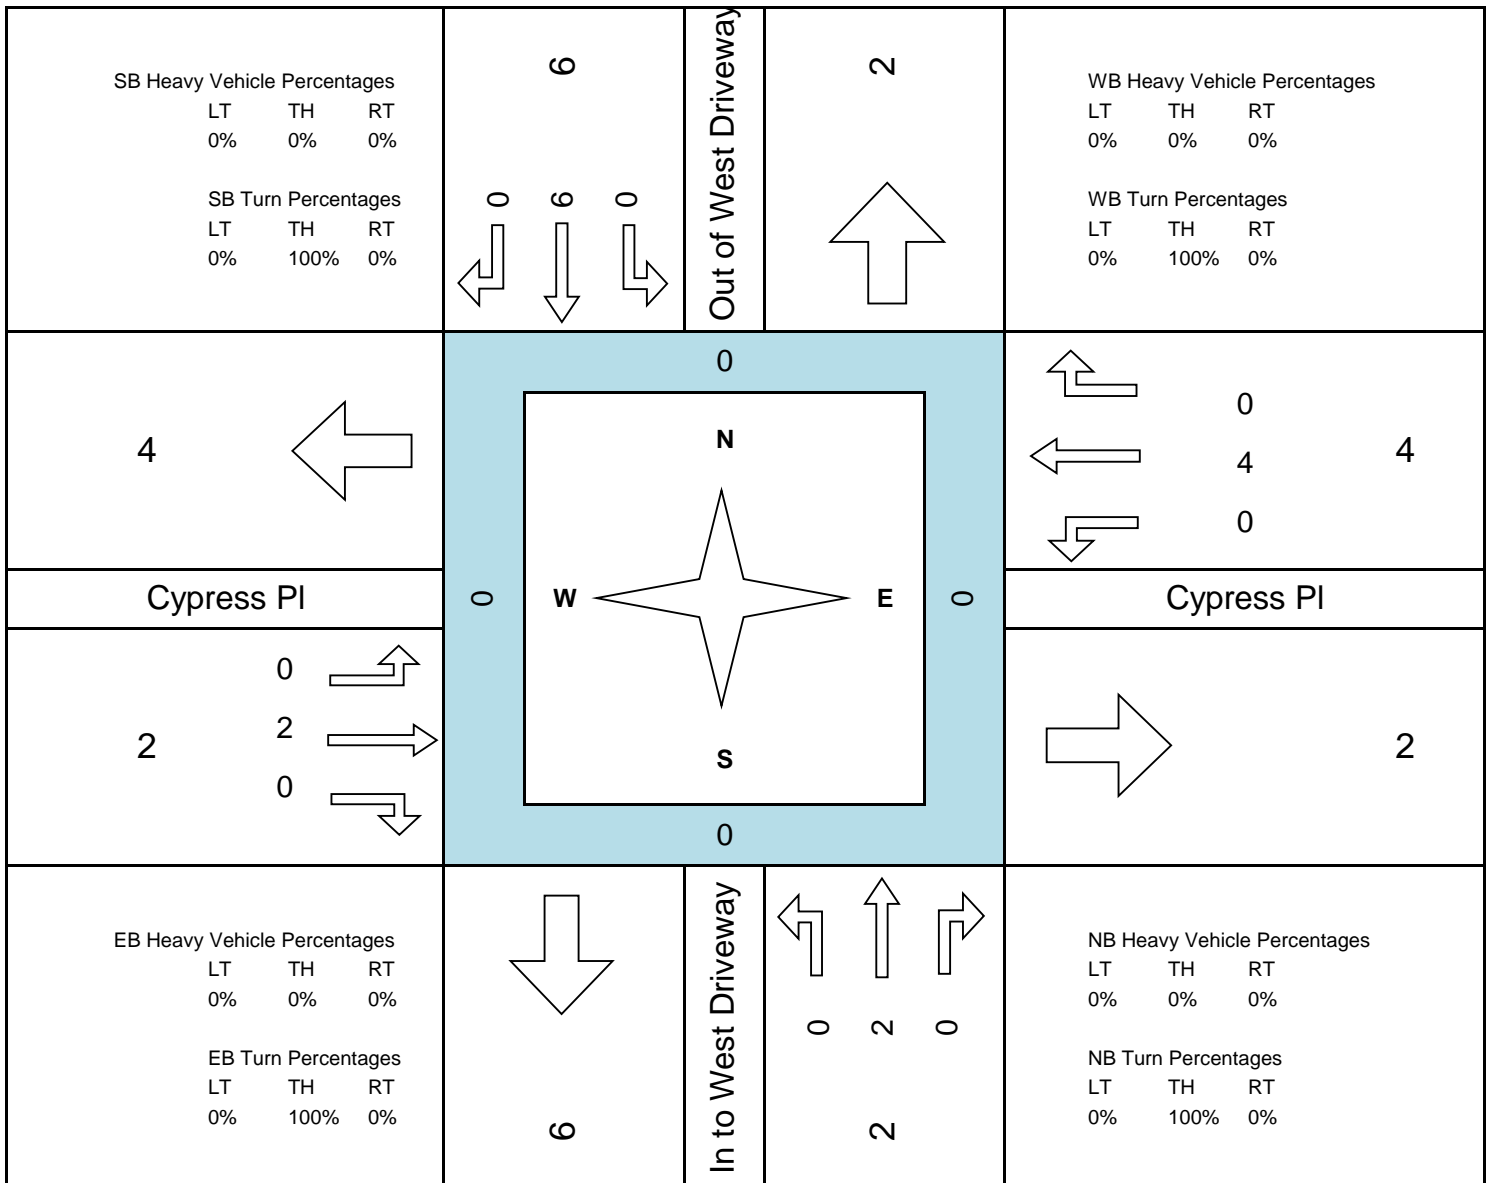 SB Heavy Vehicle Percentages
LT TH RT
0% 0% 0%
SB Turn Percentages
LT TH RT
0% 100% 0%
6
0 6 0
Out of West Driveway
2
WB Heavy Vehicle Percentages
LT TH RT
0% 0% 0%
WB Turn Percentages
LT TH RT
0% 100% 0%
4
0
N
W
E
S
0
0
0
0
4
0
4
Cypress Pl
Cypress Pl
2
0
2
0
2
EB Heavy Vehicle Percentages
LT TH RT
0% 0% 0%
EB Turn Percentages
LT TH RT
0% 100% 0%
6
In to West Driveway
0 2 0
2
NB Heavy Vehicle Percentages
LT TH RT
0% 0% 0%
NB Turn Percentages
LT TH RT
0% 100% 0%